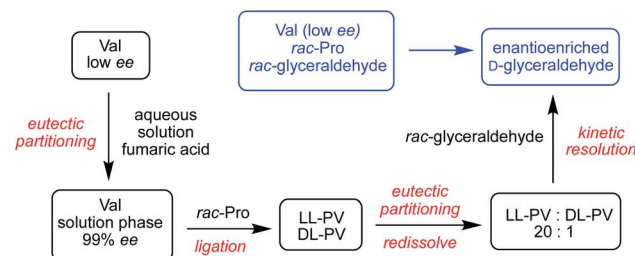 Val
low ee
Val (low ee)
rac-Pro
rac-glyceraldehyde
enantioenriched
D-glyceraldehyde
eutectic
partitioning
aqueous
solution
fumaric acid
rac-glyceraldehyde
kinetic
resolution
Val
solution phase
99% ee
rac-Pro
ligation
LL-PV
DL-PV
eutectic
partitioning
redissolve
LL-PV : DL-PV
20 : 1